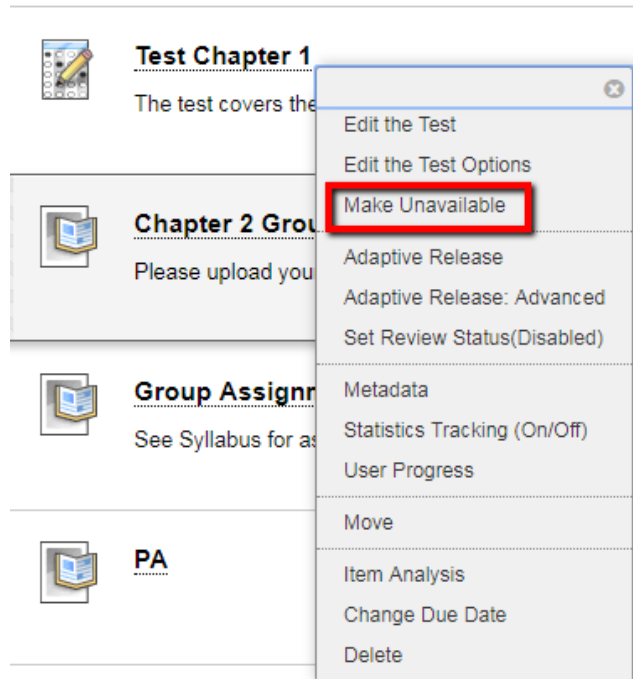 Test Chapter 1
The test covers the
Chapter 2 Grou
Please upload you
Group Assignr
See Syllabus for as
PA
Edit the Test
Edit the Test Options
Make Unavailable
Adaptive Release
Adaptive Release: Advanced
Set Review Status(Disabled)
Metadata
Statistics Tracking (On/Off)
User Progress
Move
Item Analysis
Change Due Date
Delete